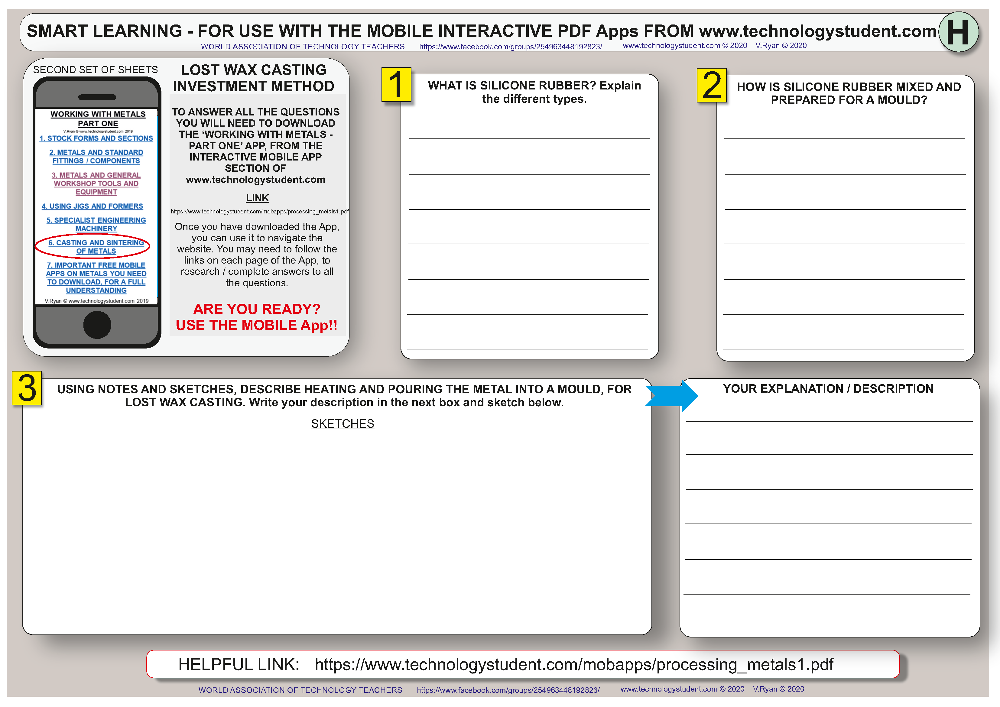 SMART LEARNING - FOR USE WITH THE MOBILE INTERACTIVE PDF Apps FROM www.technologystudent.com
H
WORLD ASSOCIATION OF TECHNOLOGY TEACHERS https://www.facebook.com/groups/254963448192823/ www.technologystudent.com © 2020 V.Ryan © 2020
SECOND SET OF SHEETS
WORKING WITH METALS
PART ONE
V.Ryan © www.technologystudent.com 2019
1. STOCK FORMS AND SECTIONS
2. METALS AND STANDARD
FITTINGS / COMPONENTS
3. METALS AND GENERAL
WORKSHOP TOOLS AND
EQUIPMENT
4. USING JIGS AND FORMERS
5. SPECIALIST ENGINEERING
MACHINERY
6. CASTING AND SINTERING
OF METALS
7. IMPORTANT FREE MOBILE
APPS ON METALS YOU NEED
TO DOWNLOAD, FOR A FULL
UNDERSTANDING
V.Ryan © www.technologystudent.com 2019
LOST WAX CASTING
INVESTMENT METHOD
TO ANSWER ALL THE QUESTIONS
YOU WILL NEED TO DOWNLOAD
THE ‘WORKING WITH METALS -
PART ONE’ APP, FROM THE
INTERACTIVE MOBILE APP
SECTION OF
www.technologystudent.com
LINK
https://www.technologystudent.com/mobapps/processing_metals1.pdf
Once you have downloaded the App,
you can use it to navigate the
website. You may need to follow the
links on each page of the App, to
research / complete answers to all
the questions.
ARE YOU READY?
USE THE MOBILE App!!
1
WHAT IS SILICONE RUBBER? Explain
the different types.
2
HOW IS SILICONE RUBBER MIXED AND
PREPARED FOR A MOULD?
3
USING NOTES AND SKETCHES, DESCRIBE HEATING AND POURING THE METAL INTO A MOULD, FOR
LOST WAX CASTING. Write your description in the next box and sketch below.
SKETCHES
YOUR EXPLANATION / DESCRIPTION
HELPFUL LINK: https://www.technologystudent.com/mobapps/processing_metals1.pdf
WORLD ASSOCIATION OF TECHNOLOGY TEACHERS https://www.facebook.com/groups/254963448192823/ www.technologystudent.com © 2020 V.Ryan © 2020